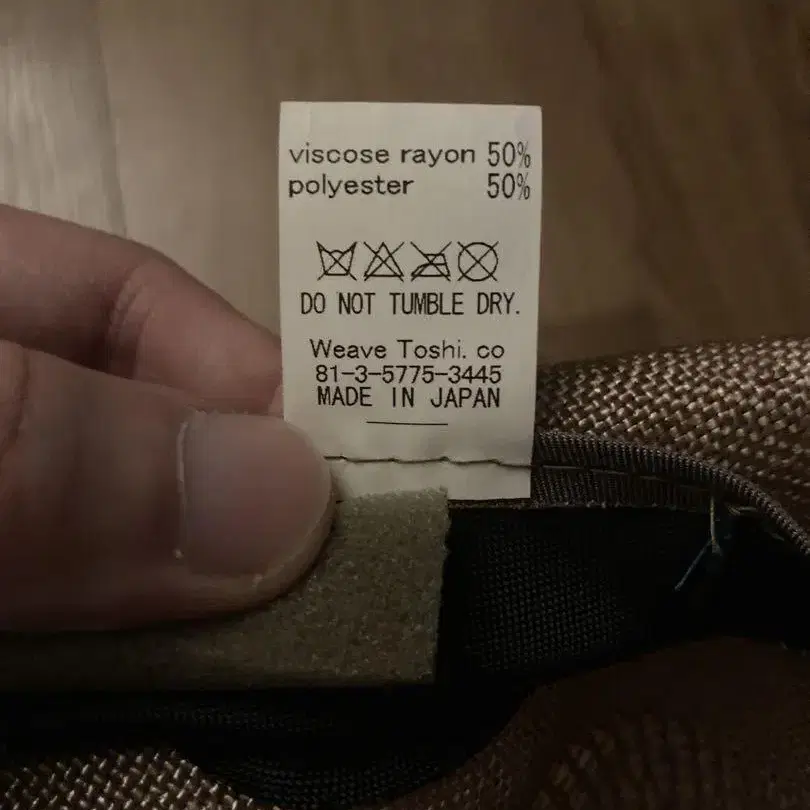 viscose rayon 50%
polyester 50%
DO NOT TUMBLE DRY.
Weave Toshi. co
81-3-5775-3445
MADE IN JAPAN